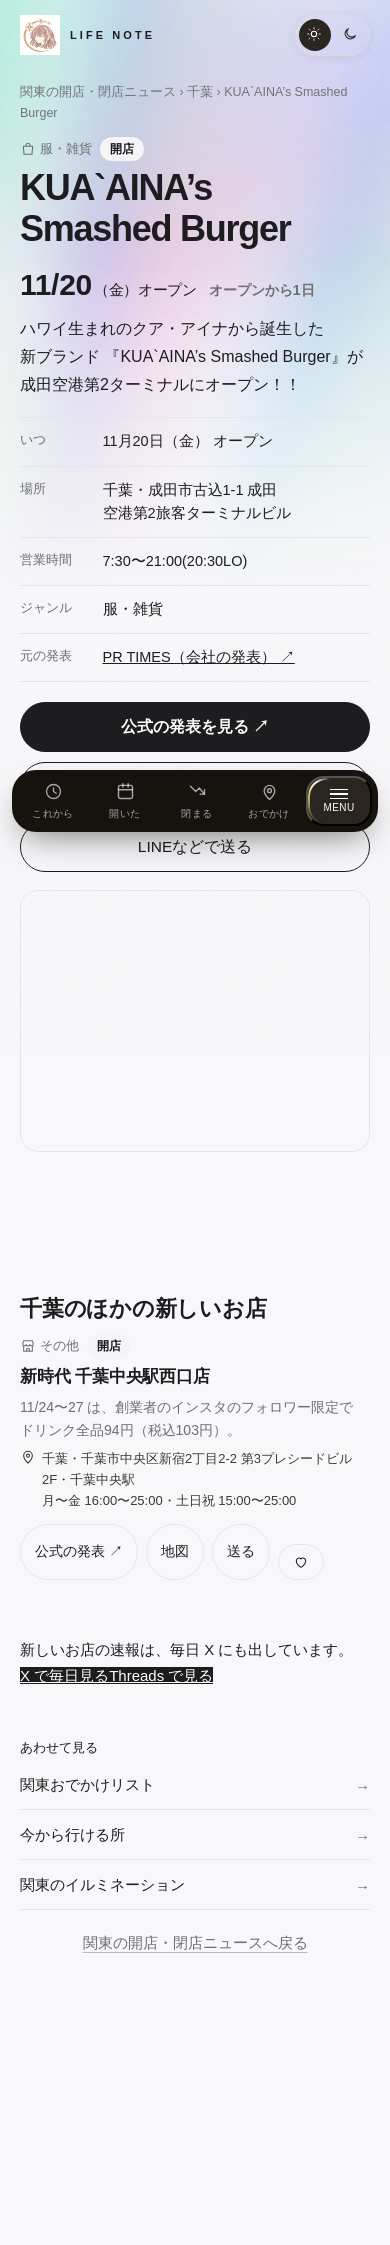 LIFE NOTE
関東の開店・閉店ニュース › 千葉 › KUA`AINA’s Smashed
Burger
服・雑貨 開店
KUA`AINA’s
Smashed Burger
11/20（金）オープン オープンから1日
ハワイ生まれのクア・アイナから誕生した
新ブランド 『KUA`AINA’s Smashed Burger』が
成田空港第2ターミナルにオープン！！
いつ 11月20日（金） オープン
場所 千葉・成田市古込1-1 成田
空港第2旅客ターミナルビル
営業時間 7:30〜21:00(20:30LO)
ジャンル 服・雑貨
元の発表 PR TIMES（会社の発表） ↗
公式の発表を見る ↗
これから 開いた 閉まる おでかけ MENU
LINEなどで送る
千葉のほかの新しいお店
その他 開店
新時代 千葉中央駅西口店
11/24〜27 は、創業者のインスタのフォロワー限定で
ドリンク全品94円（税込103円）。
千葉・千葉市中央区新宿2丁目2-2 第3プレシードビル
2F・千葉中央駅
月〜金 16:00〜25:00・土日祝 15:00〜25:00
公式の発表 ↗ 地図 送る
新しいお店の速報は、毎日 X にも出しています。
X で毎日見るThreads で見る
あわせて見る
関東おでかけリスト →
今から行ける所 →
関東のイルミネーション →
関東の開店・閉店ニュースへ戻る